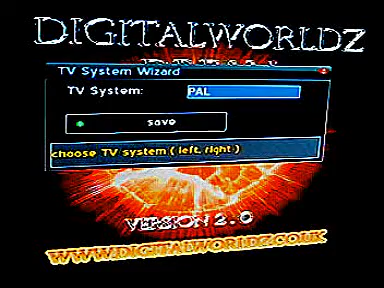 DIGITALWORLDZ
TV System Wizard
TV System:
PAL
save
choose TV system ( left, right )
VERSION 2.0
WWW.DIGITALWORLDZ.CO.UK